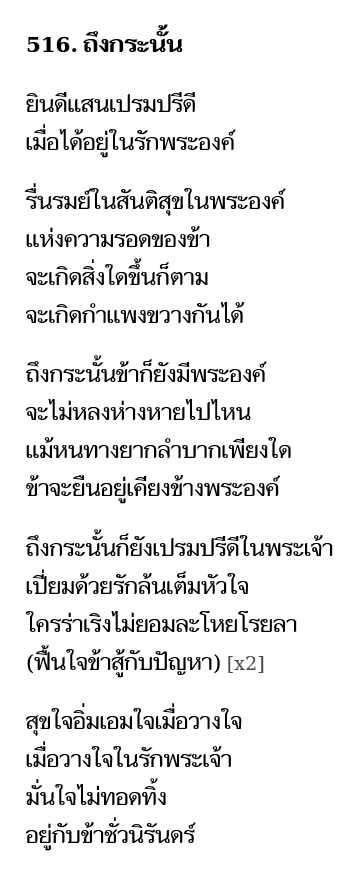 516. ถึงกระนั้น
ยินดีแสนเปรมปรีดี
เมื่อได้อยู่ในรักพระองค์
รื่นรมย์ในสันติสุขในพระองค์
แห่งความรอดของข้า
จะเกิดสิ่งใดขึ้นก็ตาม
จะเกิดกำแพงขวางกันได้
ถึงกระนั้นข้าก็ยังมีพระองค์
จะไม่หลงห่างหายไปไหน
แม้หนทางยากลำบากเพียงใด
ข้าจะยืนอยู่เคียงข้างพระองค์
ถึงกระนั้นก็ยังเปรมปรีดีในพระเจ้า
เปี่ยมด้วยรักล้นเต็มหัวใจ
ใครร่าเริงไม่ยอมละโหยโรยลา
(ฟื้นใจข้าสู้กับปัญหา) [x2]
สุขใจอิ่มเอมใจเมื่อวางใจ
เมื่อวางใจในรักพระเจ้า
มั่นใจไม่ทอดทิ้ง
อยู่กับข้าชั่วนิรันดร์